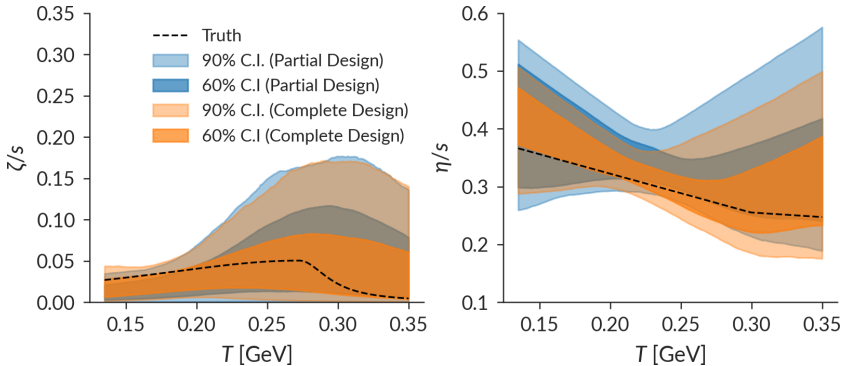 0.35
0.30
0.25
0.20
0.15
0.10
0.05
0.00
ζ/s
0.15 0.20 0.25 0.30 0.35
T [GeV]
Truth
90% C.I. (Partial Design)
60% C.I (Partial Design)
90% C.I. (Complete Design)
60% C.I (Complete Design)
0.6
0.5
0.4
0.3
0.2
0.1
η/s
0.15 0.20 0.25 0.30 0.35
T [GeV]